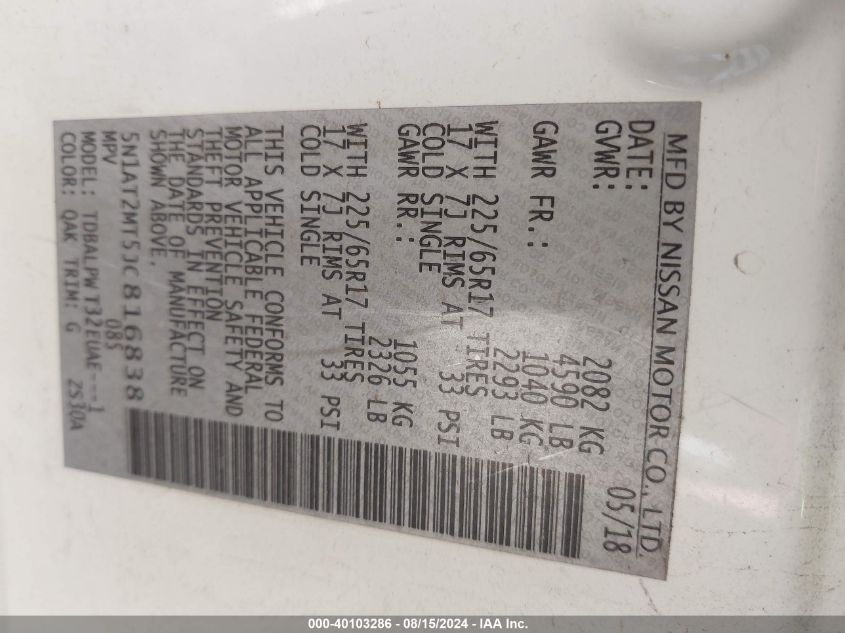 MFD BY NISSAN MOTOR CO., LTD.
DATE: 05/18
GVWR: 2082 KG
4590 LB
GAWR FR.: 1040 KG
2293 LB
WITH 225/65R17 TIRES
17 X 7J RIMS AT 33 PSI
COLD SINGLE
GAWR RR.: 1055 KG
2326 LB
WITH 225/65R17 TIRES
17 X 7J RIMS AT 33 PSI
COLD SINGLE
THIS VEHICLE CONFORMS TO
ALL APPLICABLE FEDERAL
MOTOR VEHICLE SAFETY AND
THEFT PREVENTION
STANDARDS IN EFFECT ON
THE DATE OF MANUFACTURE
SHOWN ABOVE.
5N1AT2MT5JC816838
MPV 085
MODEL: TDBALPWT32EUAE---1
COLOR: QAK TRIM: G 2S30A
000-40103286 - 08/15/2024 - IAA Inc.